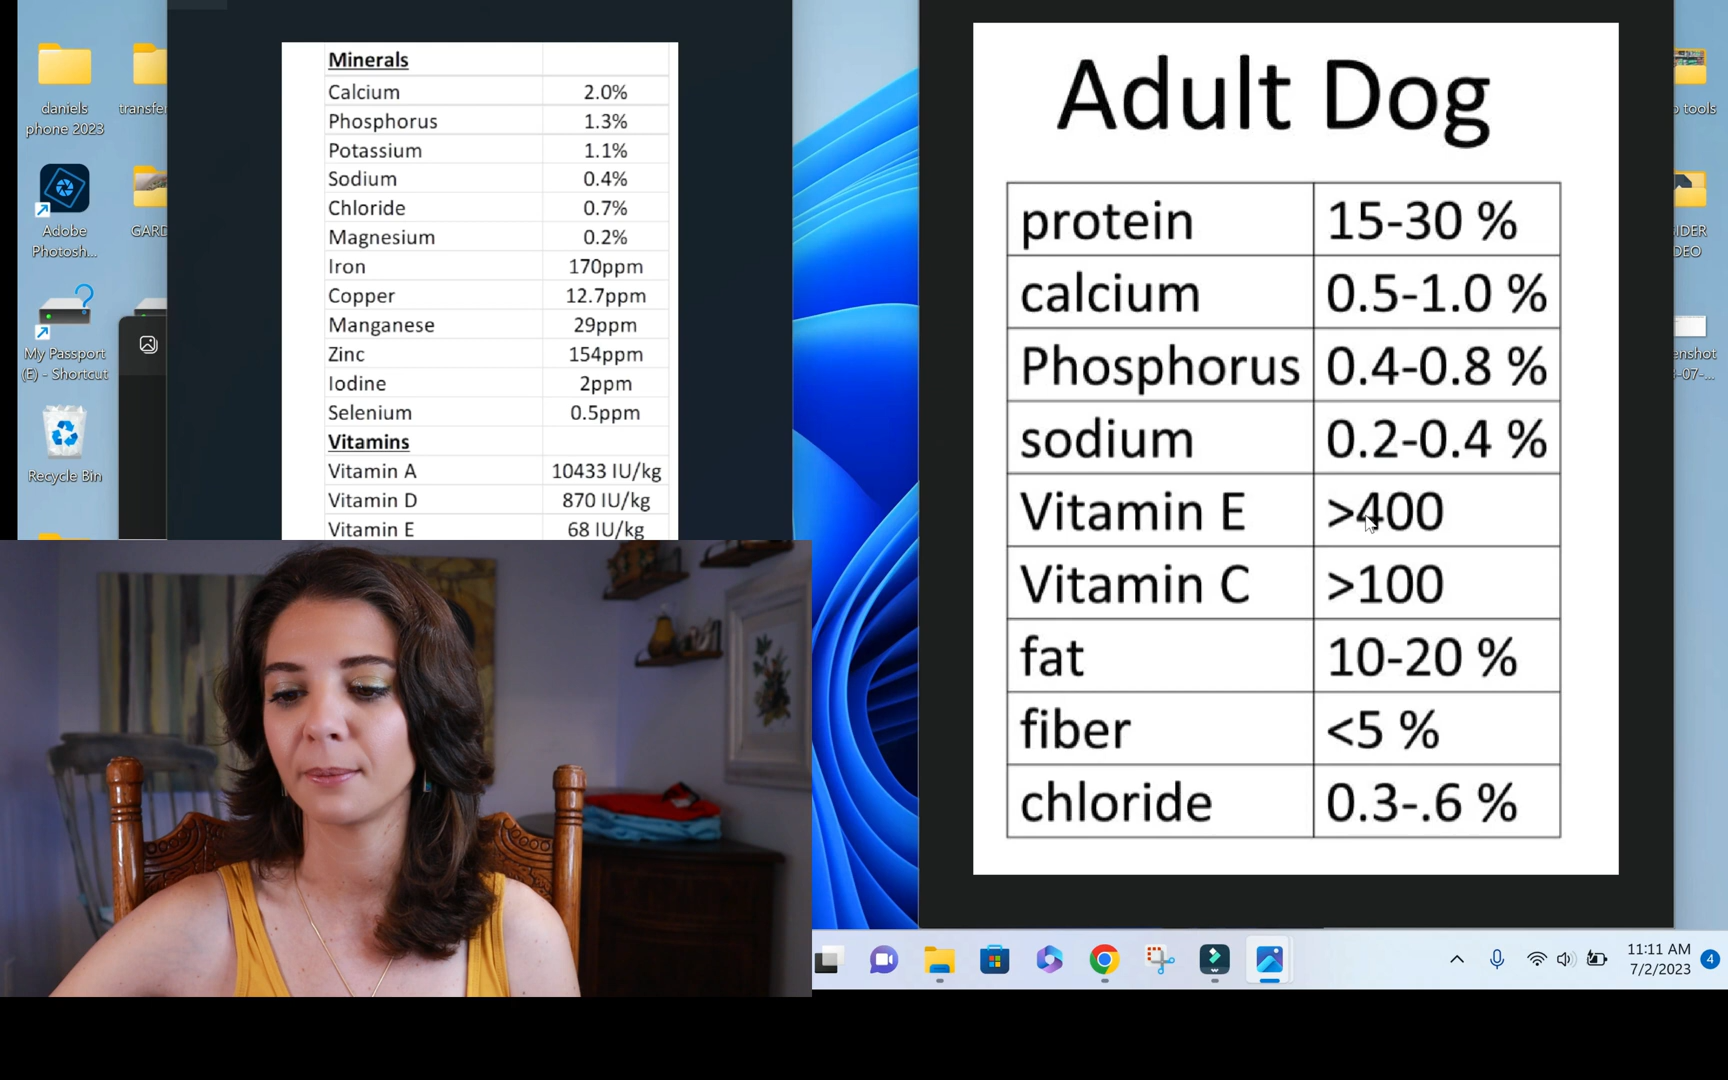 daniels
phone 2023
Adobe
Photosh...
My Passport
(E) - Shortcut
Recycle Bin
Minerals
Calcium 2.0%
Phosphorus 1.3%
Potassium 1.1%
Sodium 0.4%
Chloride 0.7%
Magnesium 0.2%
Iron 170ppm
Copper 12.7ppm
Manganese 29ppm
Zinc 154ppm
Iodine 2ppm
Selenium 0.5ppm
Vitamins
Vitamin A 10433 IU/kg
Vitamin D 870 IU/kg
Vitamin E 68 IU/kg
Adult Dog
protein 15-30 %
calcium 0.5-1.0 %
Phosphorus 0.4-0.8 %
sodium 0.2-0.4 %
Vitamin E >400
Vitamin C >100
fat 10-20 %
fiber <5 %
chloride 0.3-.6 %
tools
11:11 AM
7/2/2023
4